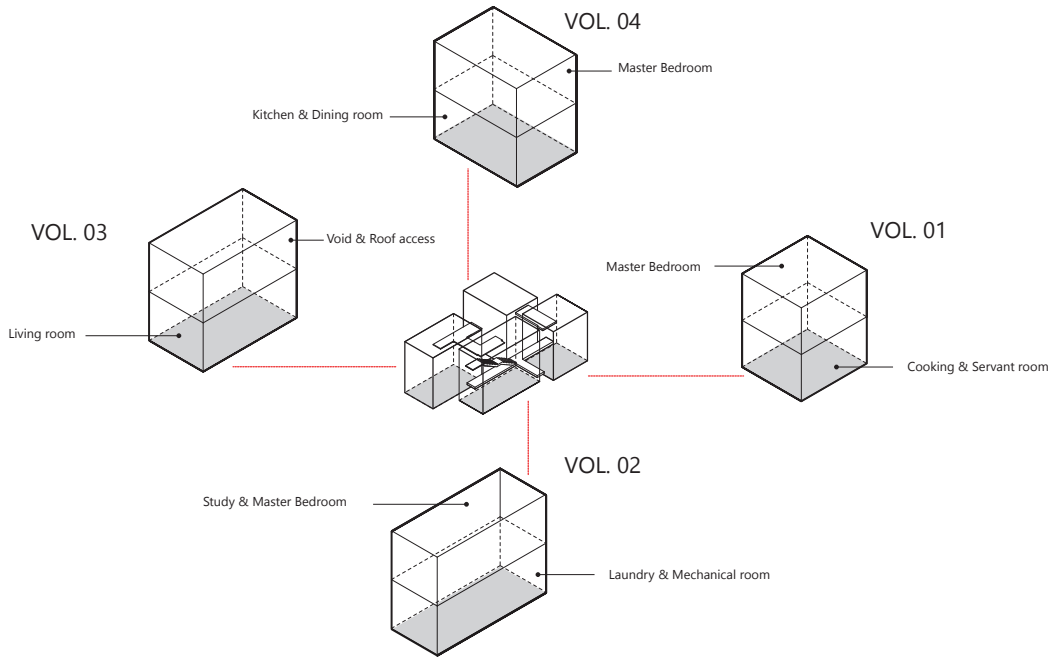 VOL. 04
Master Bedroom
Kitchen & Dining room
VOL. 03
Void & Roof access
Living room
VOL. 01
Master Bedroom
Cooking & Servant room
VOL. 02
Study & Master Bedroom
Laundry & Mechanical room